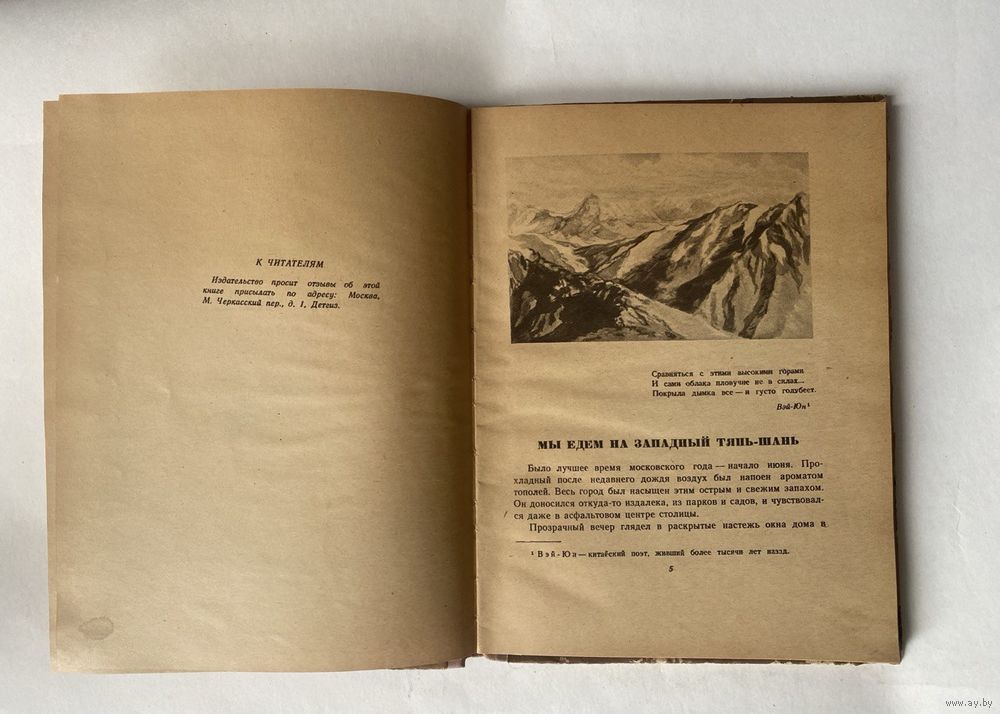 К ЧИТАТЕЛЯМ
Издательство просит отзывы об этой
книге присылать по адресу: Москва,
М. Черкасский пер., д. 1, Детгиз.
Сравняться с этими высокими горами
И сами облака пловучие не в силах...
Покрыла дымка все — и густо голубеет.
Вэй-Юн¹
МЫ ЕДЕМ НА ЗАПАДНЫЙ ТЯНЬ-ШАНЬ
Было лучшее время московского года — начало июня. Про-
хладный после недавнего дождя воздух был напоен ароматом
тополей. Весь город был насыщен этим острым и свежим запахом.
Он доносился откуда-то издалека, из парков и садов, и чувствовал-
ся даже в асфальтовом центре столицы.
Прозрачный вечер глядел в раскрытые настежь окна дома в
¹ Вэй-Юн — китайский поэт, живший более тысячи лет назад.
5
www.ay.by